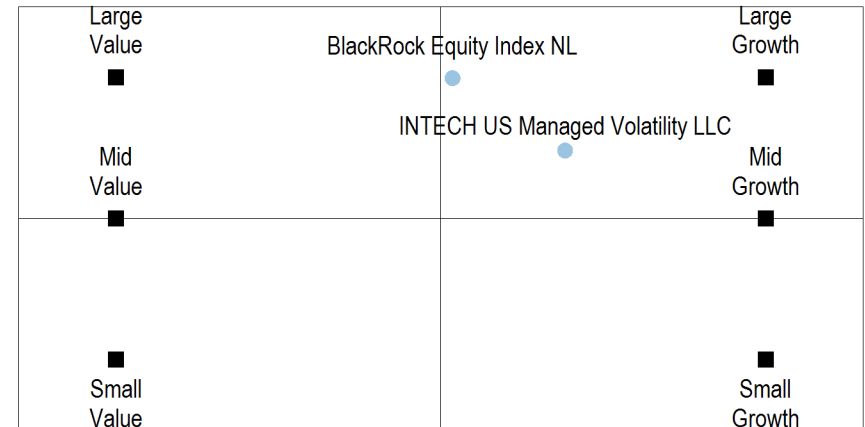 Large
Value
BlackRock Equity Index NL
Large
Growth
INTECH US Managed Volatility LLC
Mid
Value
Mid
Growth
Small
Value
Small
Growth